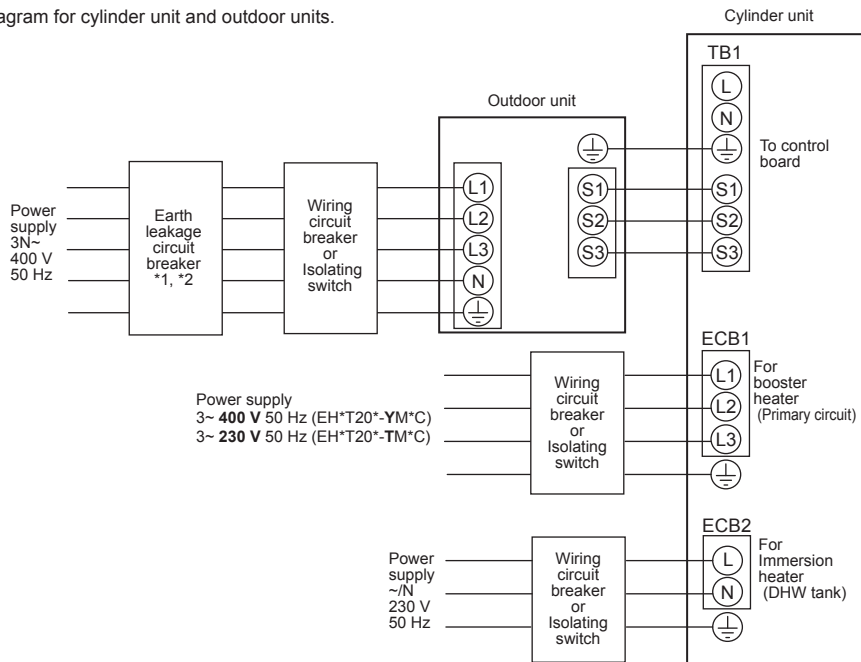 agram for cylinder unit and outdoor units.
Cylinder unit
TB1
L
N
To control
board
S1
S2
S3
Outdoor unit
L1
L2
L3
N
S1
S2
S3
Power
supply
3N~
400 V
50 Hz
Earth
leakage
circuit
breaker
*1, *2
Wiring
circuit
breaker
or
Isolating
switch
ECB1
L1
L2
L3
For
booster
heater
(Primary circuit)
Wiring
circuit
breaker
or
Isolating
switch
Power supply
3~ 400 V 50 Hz (EH*T20*-YM*C)
3~ 230 V 50 Hz (EH*T20*-TM*C)
ECB2
L
N
For
Immersion
heater
(DHW tank)
Wiring
circuit
breaker
or
Isolating
switch
Power
supply
~/N
230 V
50 Hz